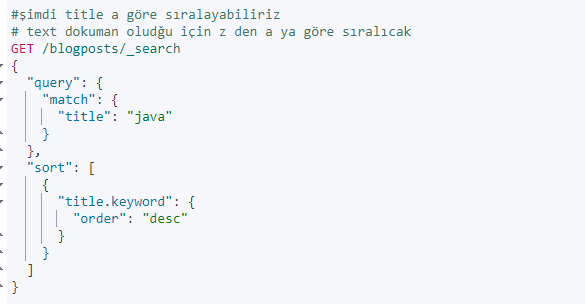 #şimdi title a göre sıralayabiliriz
# text dokuman oludğu için z den a ya göre sıralıcak
GET /blogposts/_search
{
  "query": {
    "match": {
      "title": "java"
    }
  },
  "sort": [
    {
      "title.keyword": {
        "order": "desc"
      }
    }
  ]
}